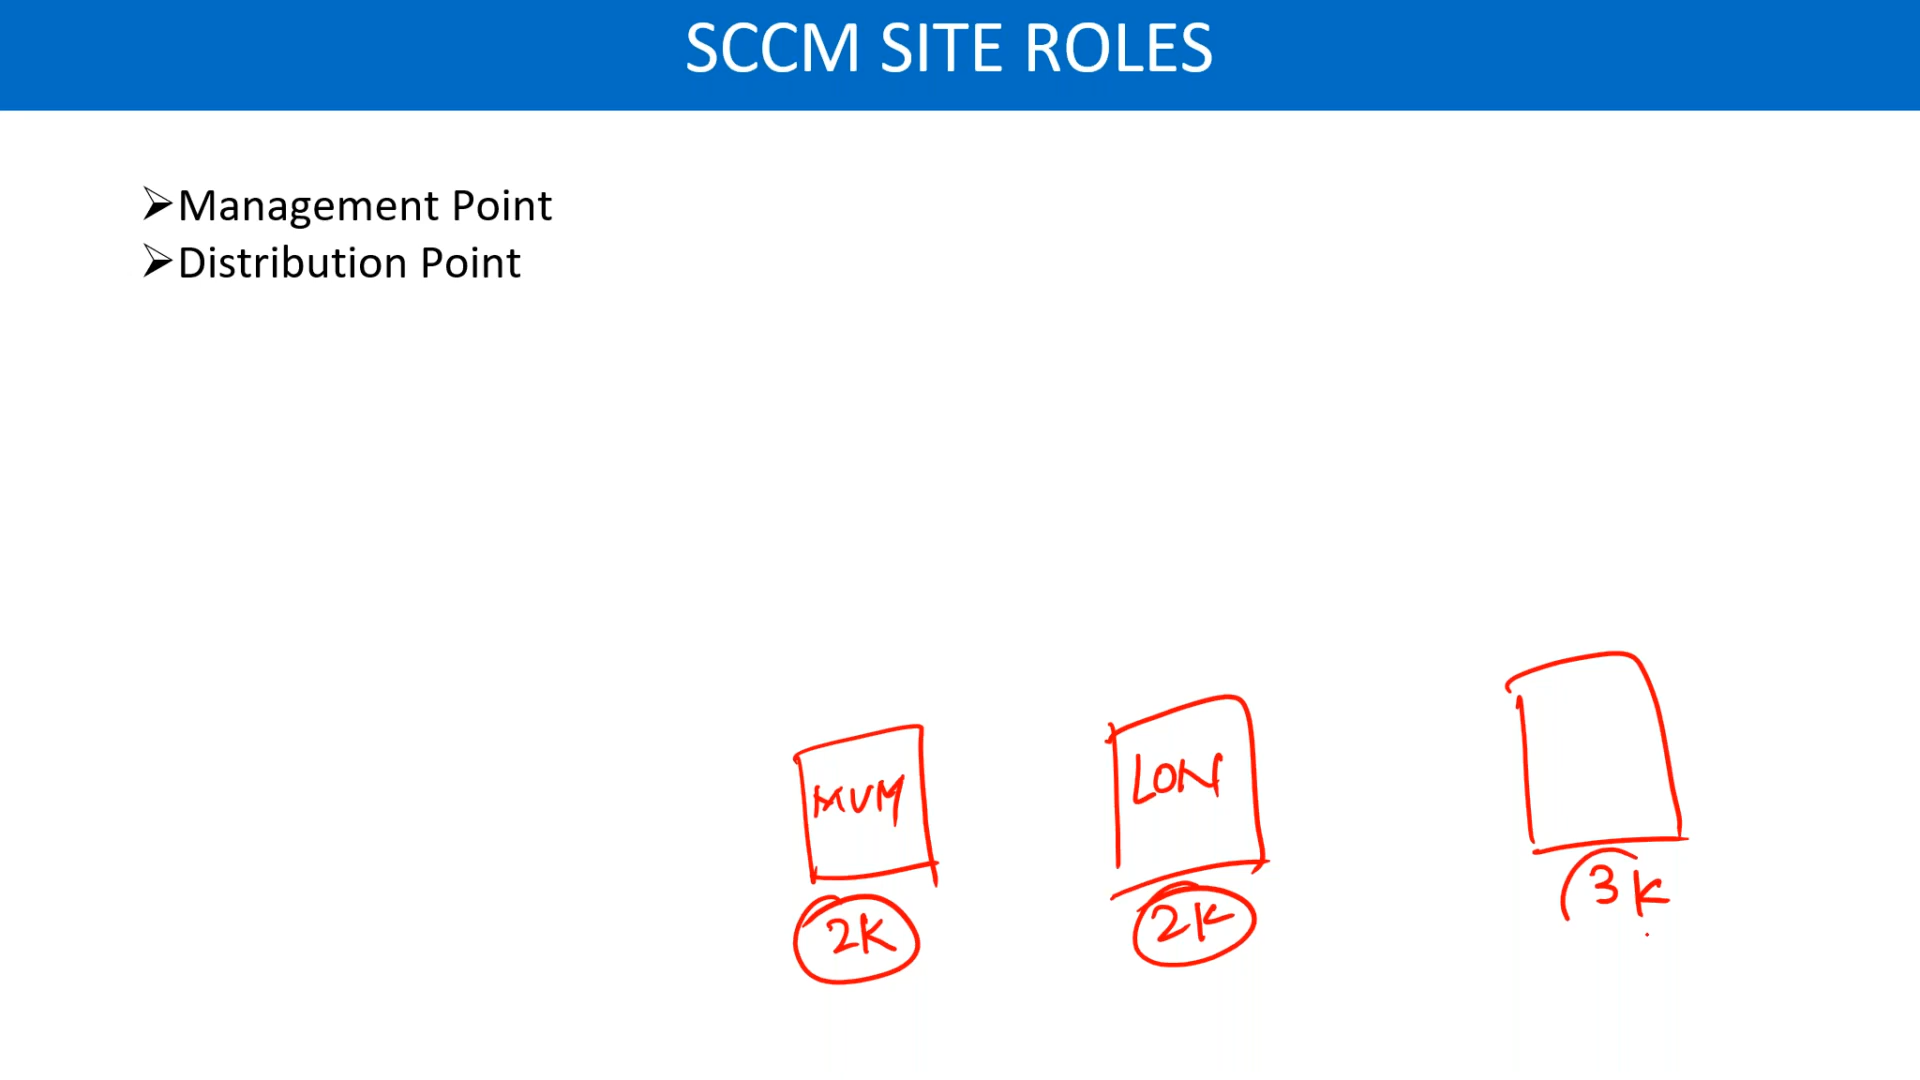 SCCM SITE ROLES
➢Management Point
➢Distribution Point
MUM
LON
2K
2K
3K